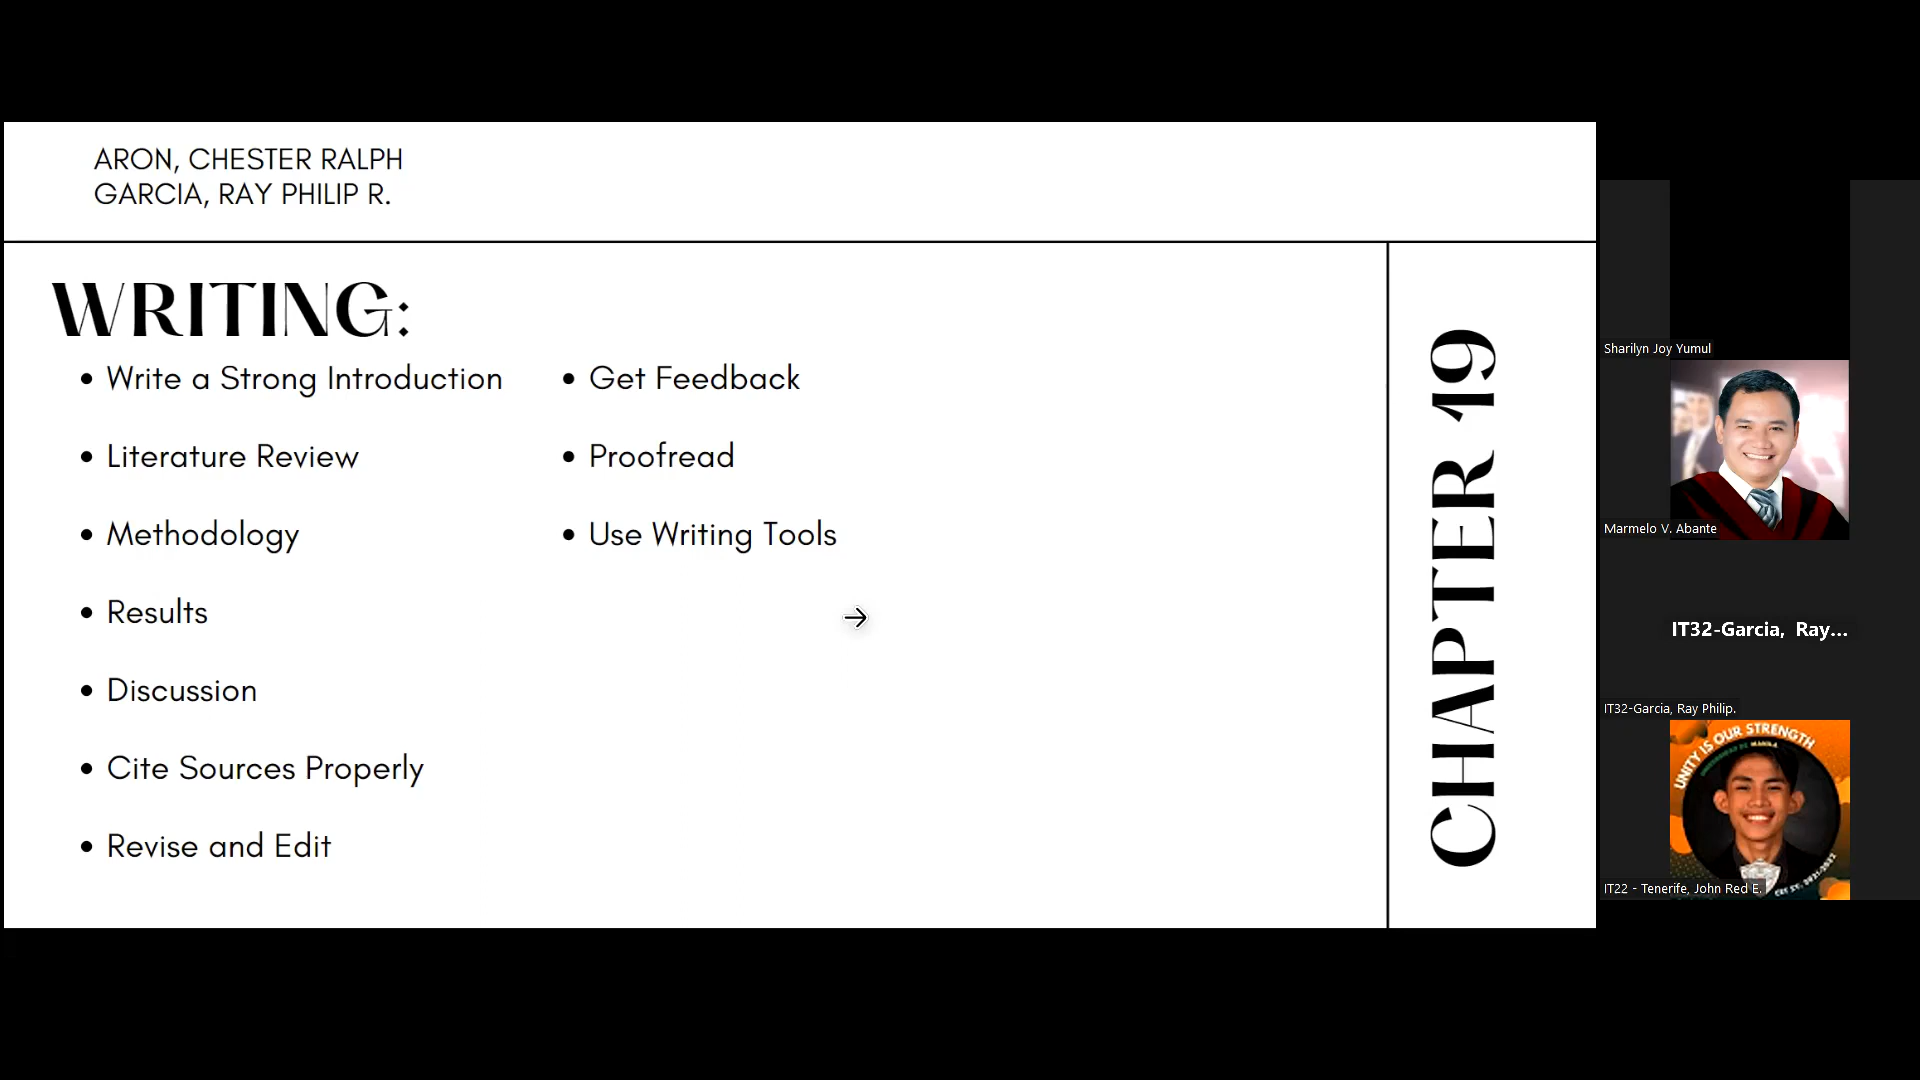 ARON, CHESTER RALPH
GARCIA, RAY PHILIP R.
WRITING:
• Write a Strong Introduction
• Literature Review
• Methodology
• Results
• Discussion
• Cite Sources Properly
• Revise and Edit
• Get Feedback
• Proofread
• Use Writing Tools
CHAPTER 19
Sharilyn Joy Yumul
Marmelo V. Abante
IT32-Garcia, Ray...
IT32-Garcia, Ray Philip.
UNITY IS OUR STRENGTH
IT22 - Tenerife, John Red E.